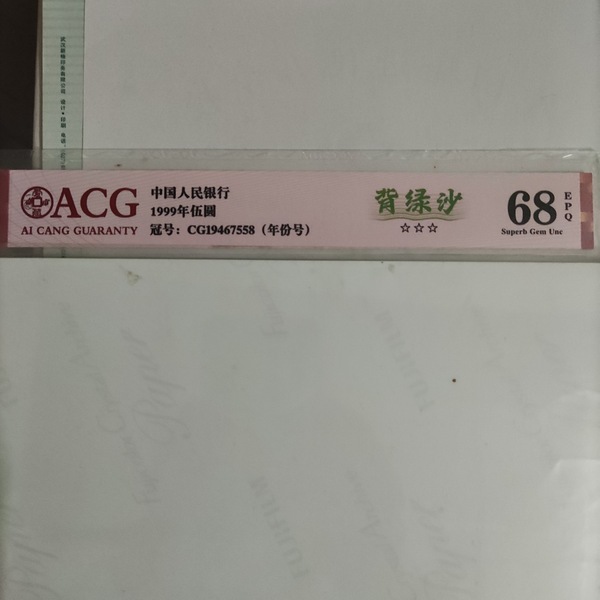 ACG
AI CANG GUARANTY
中国人民银行
1999年伍圆
冠号：CG19467558（年份号）
背绿沙
☆☆☆
68
EPQ
Superb Gem Unc